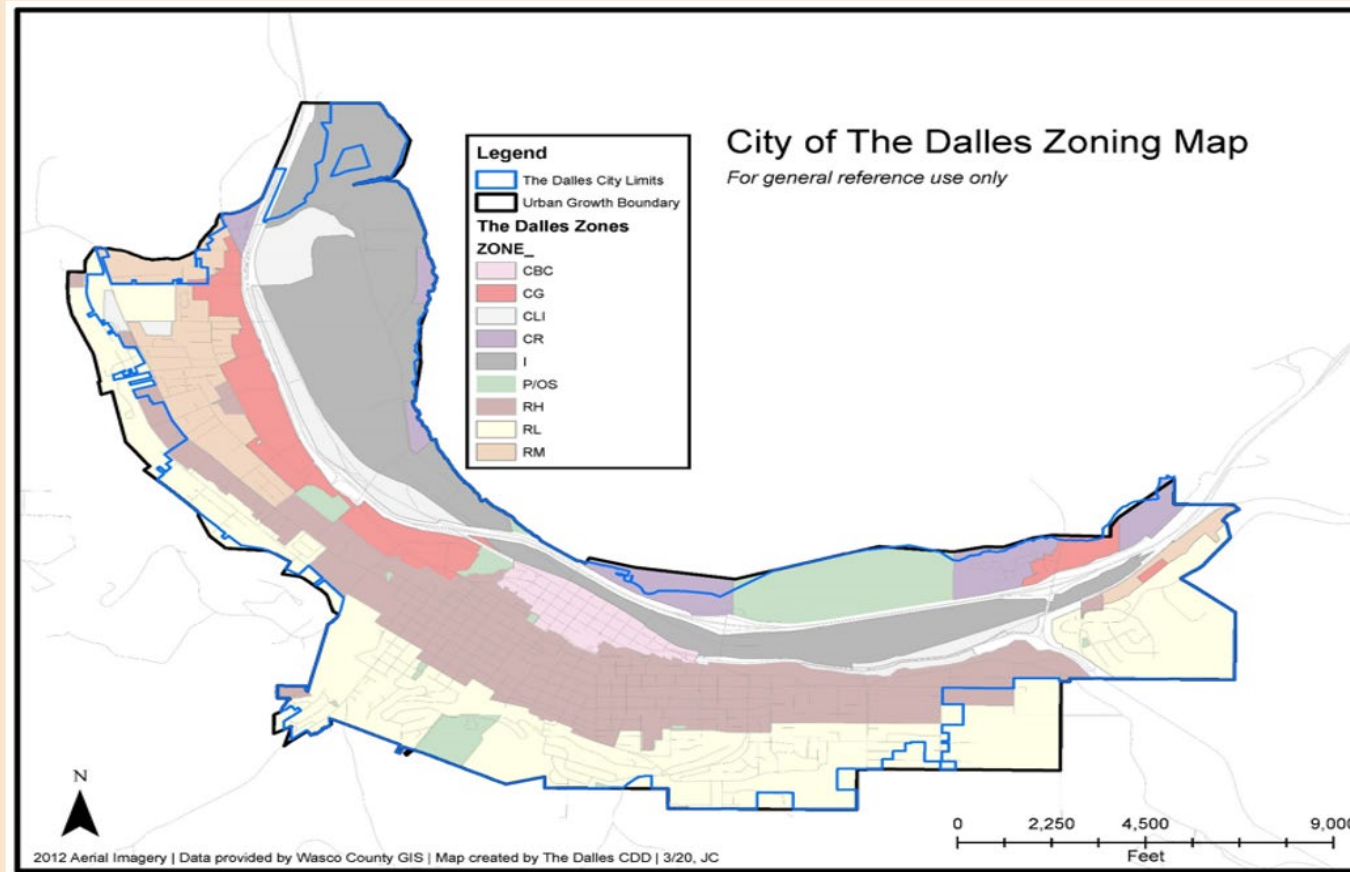 City of The Dalles Zoning Map
For general reference use only
Legend
The Dalles City Limits
Urban Growth Boundary
The Dalles Zones
ZONE_
CBC
CG
CLI
CR
I
P/OS
RH
RL
RM
N
0 2,250 4,500 9,000
Feet
2012 Aerial Imagery | Data provided by Wasco County GIS | Map created by The Dalles CDD | 3/20, JC